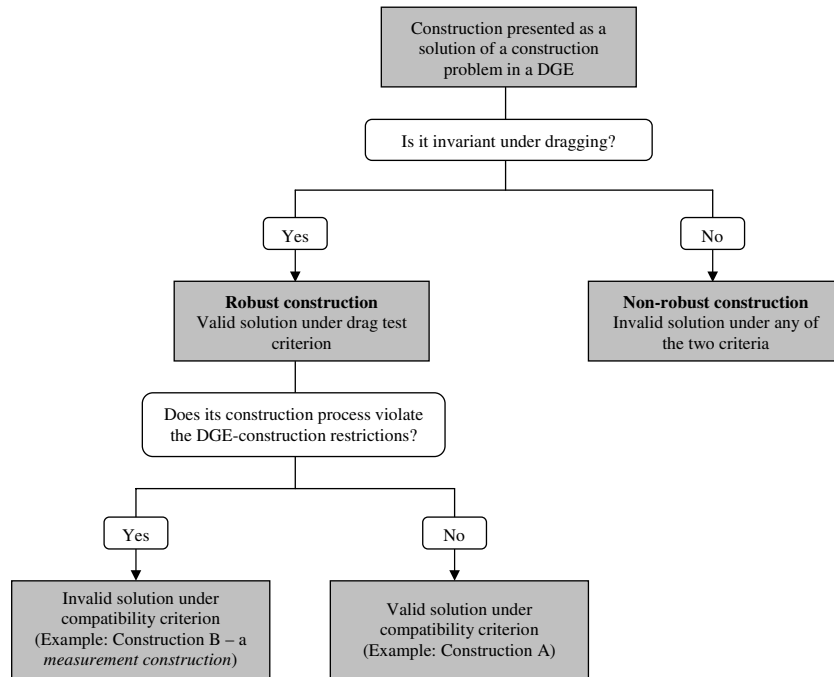 Construction presented as a
solution of a construction
problem in a DGE
Is it invariant under dragging?
Yes
No
Robust construction
Valid solution under drag test
criterion
Non-robust construction
Invalid solution under any of
the two criteria
Does its construction process violate
the DGE-construction restrictions?
Yes
No
Invalid solution under
compatibility criterion
(Example: Construction B – a
measurement construction)
Valid solution under
compatibility criterion
(Example: Construction A)